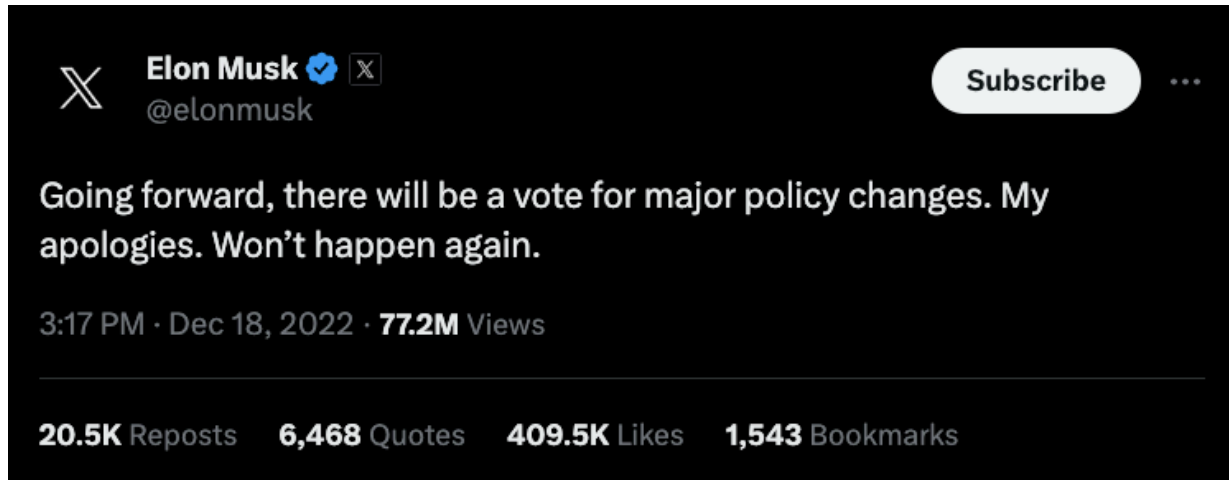 Elon Musk X
@elonmusk
Subscribe ...
Going forward, there will be a vote for major policy changes. My
apologies. Won’t happen again.
3:17 PM · Dec 18, 2022 · 77.2M Views
20.5K Reposts 6,468 Quotes 409.5K Likes 1,543 Bookmarks